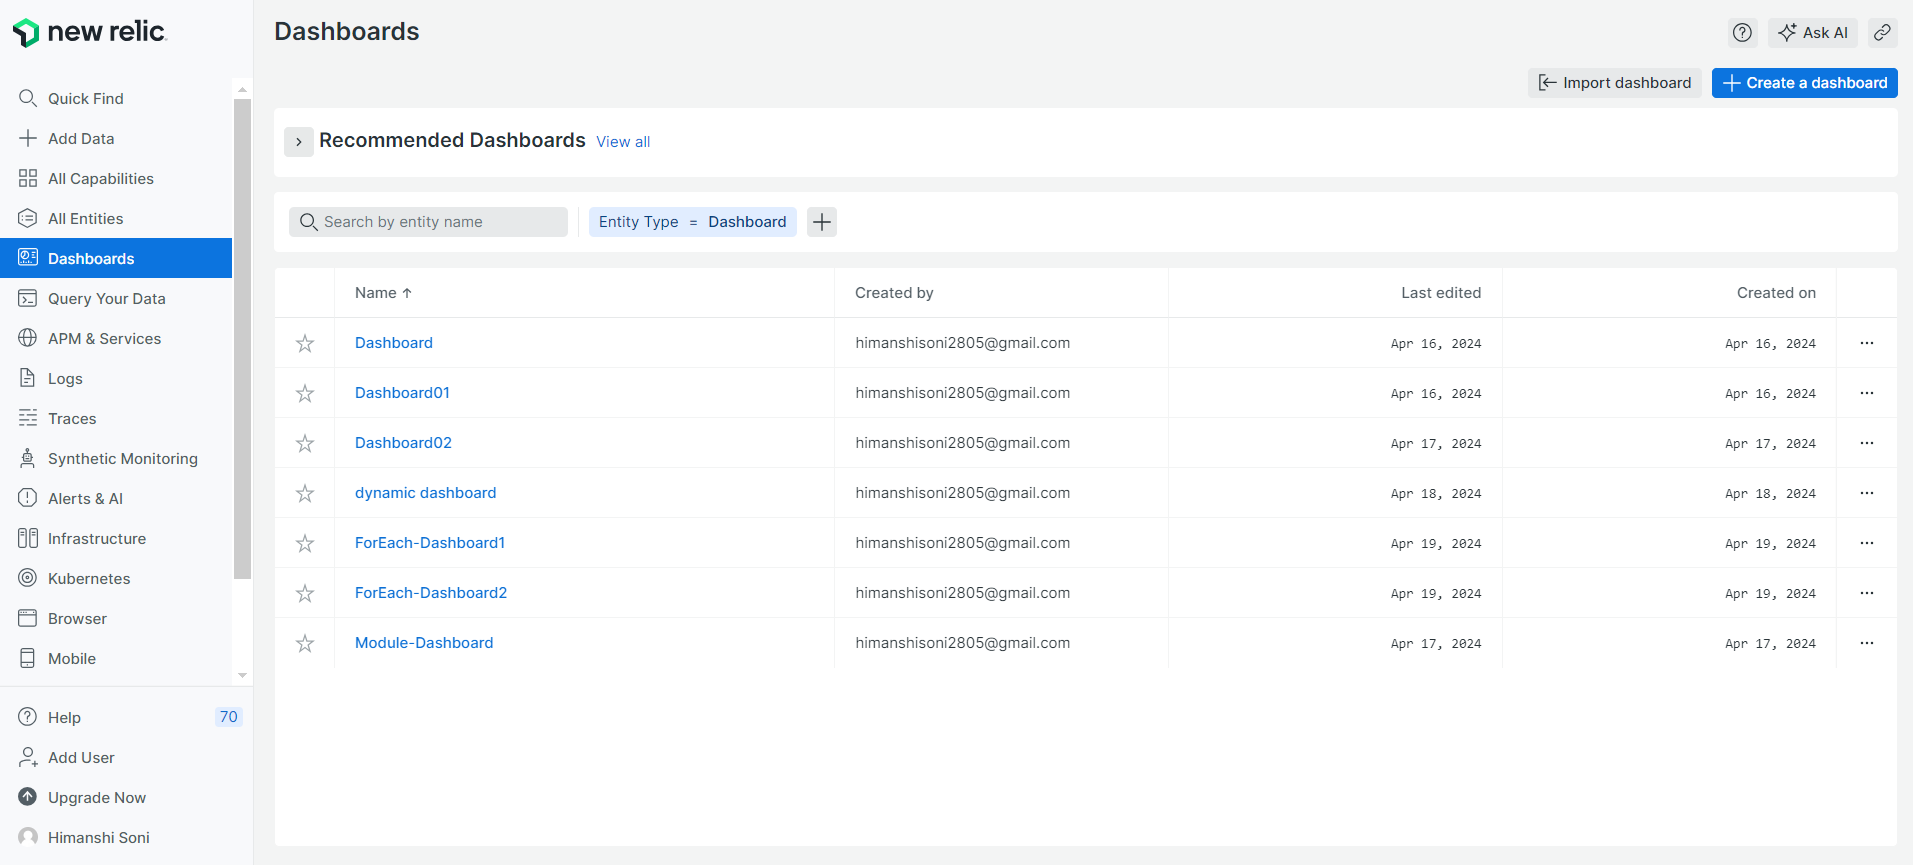 new relic
Quick Find
Add Data
All Capabilities
All Entities
Dashboards
Query Your Data
APM & Services
Logs
Traces
Synthetic Monitoring
Alerts & AI
Infrastructure
Kubernetes
Browser
Mobile
Help 70
Add User
Upgrade Now
Himanshi Soni
Dashboards
Ask AI
Import dashboard
Create a dashboard
Recommended Dashboards View all
Search by entity name Entity Type = Dashboard
Name ↑ Created by Last edited Created on
Dashboard himanshisoni2805@gmail.com Apr 16, 2024 Apr 16, 2024 ...
Dashboard01 himanshisoni2805@gmail.com Apr 16, 2024 Apr 16, 2024 ...
Dashboard02 himanshisoni2805@gmail.com Apr 17, 2024 Apr 17, 2024 ...
dynamic dashboard himanshisoni2805@gmail.com Apr 18, 2024 Apr 18, 2024 ...
ForEach-Dashboard1 himanshisoni2805@gmail.com Apr 19, 2024 Apr 19, 2024 ...
ForEach-Dashboard2 himanshisoni2805@gmail.com Apr 19, 2024 Apr 19, 2024 ...
Module-Dashboard himanshisoni2805@gmail.com Apr 17, 2024 Apr 17, 2024 ...